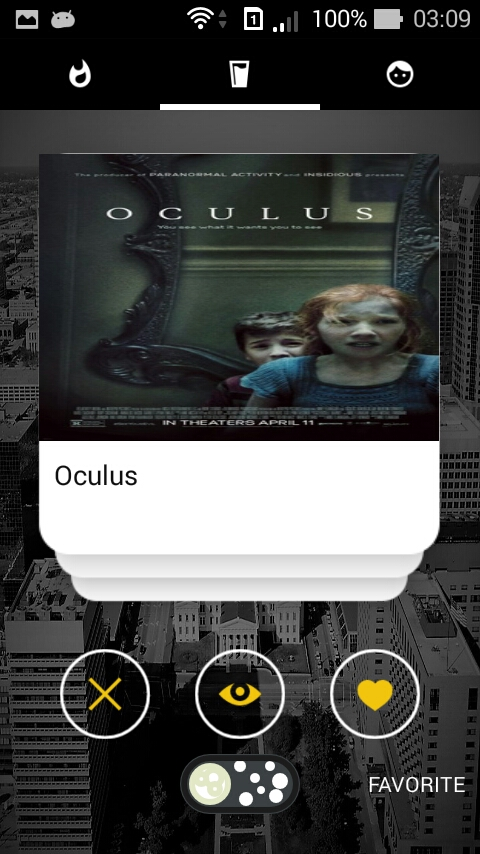 1
100%
03:09
The producer of PARANORMAL ACTIVITY and INSIDIOUS presents
OCULUS
You see what it wants you to see
IN THEATERS APRIL 11
Oculus
FAVORITE